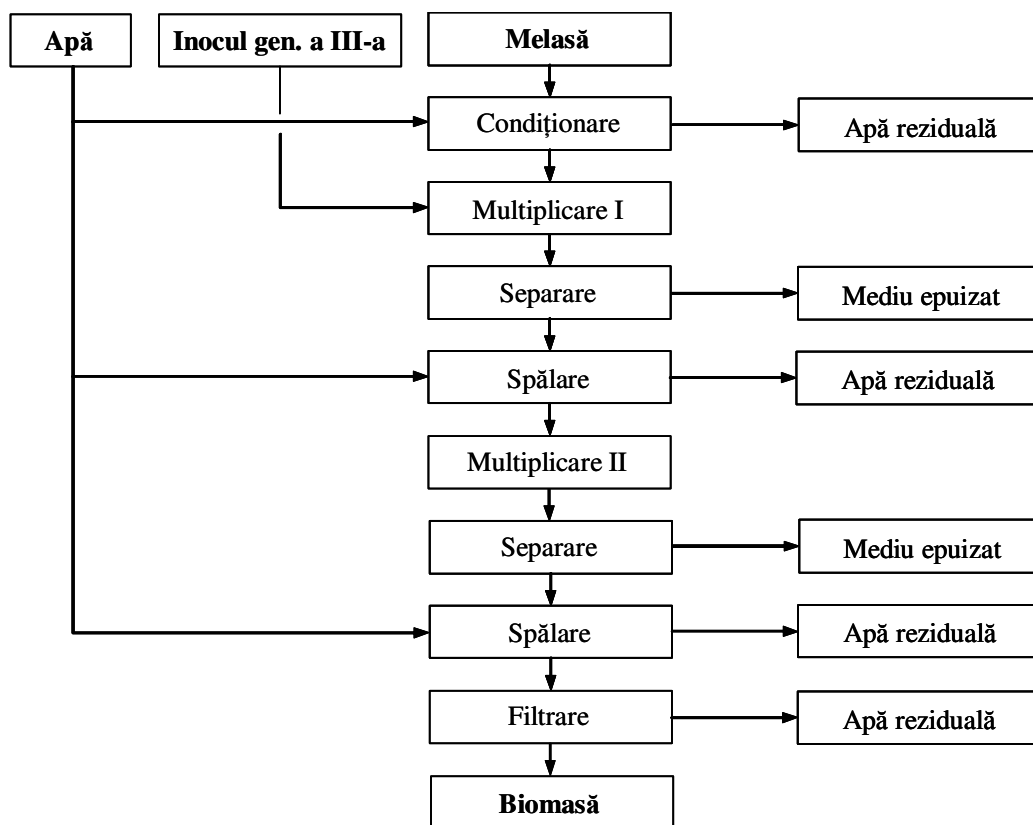 Apă
Inocul gen. a III-a
Melasă
Condiționare
Apă reziduală
Multiplicare I
Separare
Mediu epuizat
Spălare
Apă reziduală
Multiplicare II
Separare
Mediu epuizat
Spălare
Apă reziduală
Filtrare
Apă reziduală
Biomasă